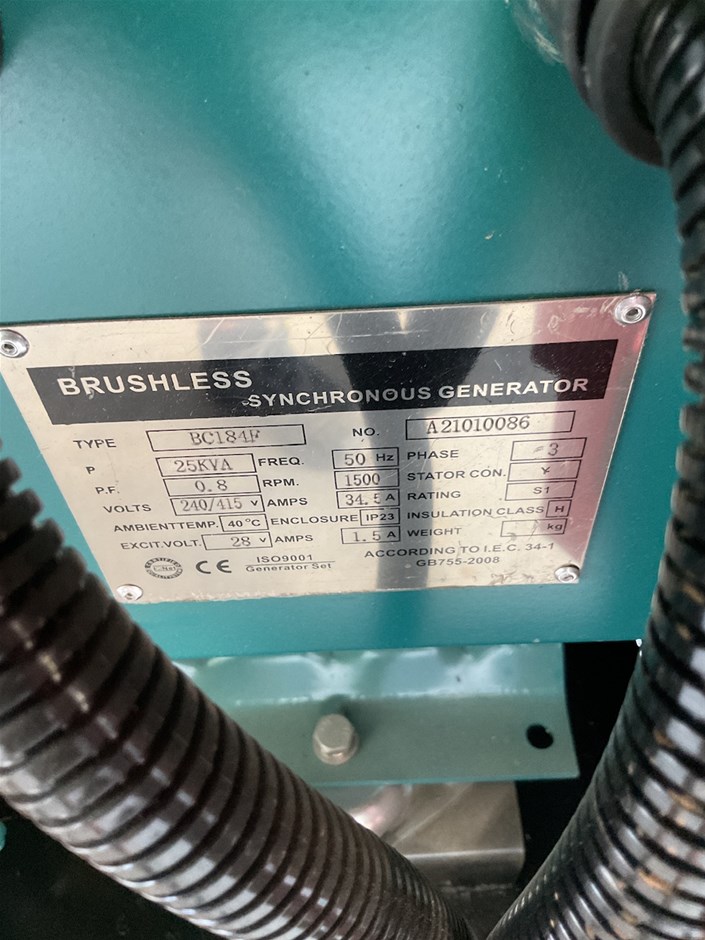 BRUSHLESS
SYNCHRONOUS GENERATOR
TYPE BC184F NO. A21010086
P 25KVA FREQ. 50 Hz PHASE 3
P.F. 0.8 RPM. 1500 STATOR CON. Y
VOLTS 240/415 V AMPS 34.5 A RATING S1
AMBIENTTEMP. 40°C ENCLOSURE IP23 INSULATION CLASS H
EXCIT.VOLT. 28 V AMPS 1.5 A WEIGHT kg
CE ISO9001 ACCORDING TO I.E.C. 34-1
Generator Set GB755-2008